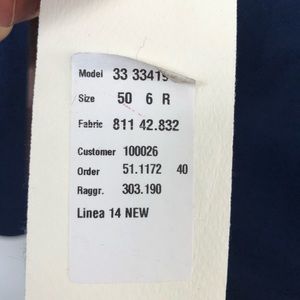 Model 33 33419
Size 50 6 R
Fabric 811 42.832
Customer 100026
Order 51.1172 40
Raggr. 303.190
Linea 14 NEW